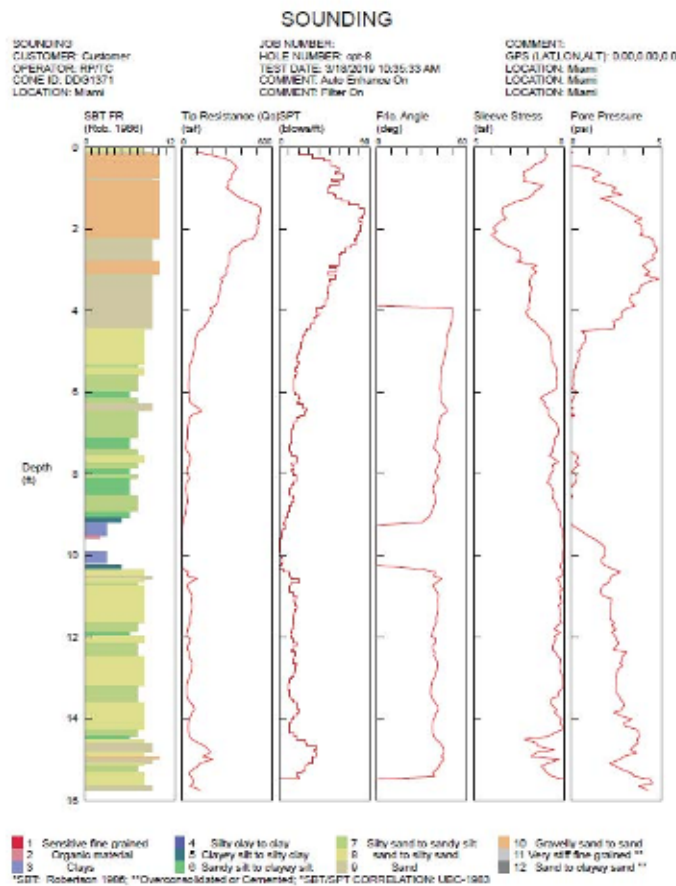 SOUNDING
SOUNDING
CUSTOMER: Customer
OPERATOR: RP/TC
CONE ID: DDG1371
LOCATION: Miami
JOB NUMBER:
HOLE NUMBER: cpt-8
TEST DATE: 3/18/2019 10:35:33 AM
COMMENT: Auto Enhance On
COMMENT: Filter On
COMMENT:
GPS (LAT,LON,ALT): 0.00,0.00,0.0
LOCATION: Miami
LOCATION: Miami
LOCATION: Miami
SBT FR
(Rob. 1986)
0 12
Tip Resistance (Qc)
(tsf)
0 600
SPT
(blows/ft)
0
Fric. Angle
(deg)
Sleeve Stress
(tsf)
Pore Pressure
(psi)
5
0
2
4
6
8
10
12
14
Depth
(ft)
1 Sensitive fine grained
2 Organic material
3 Clays
4 Silty clay to clay
5 Clayey silt to silty clay
6 Sandy silt to clayey silt
7 Silty sand to sandy silt
8 sand to silty sand
9 Sand
10 Gravelly sand to sand
11 Very stiff fine grained **
12 Sand to clayey sand **
*SBT: Robertson 1986; **Overconsolidated or Cemented; *SBT/SPT CORRELATION: UBC-1983